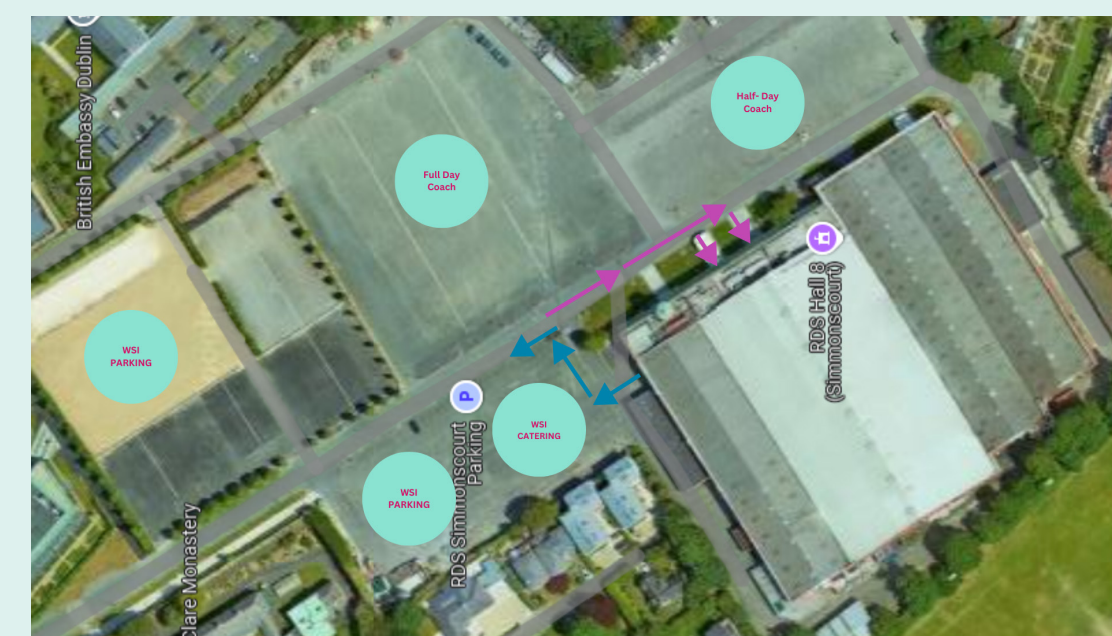 British Embassy Dublin
Half- Day
Coach
Full Day
Coach
RDS Hall 8
(Simmonscourt)
WSI
PARKING
P
WSI
CATERING
RDS Simmonscourt
Parking
WSI
PARKING
Clare Monastery